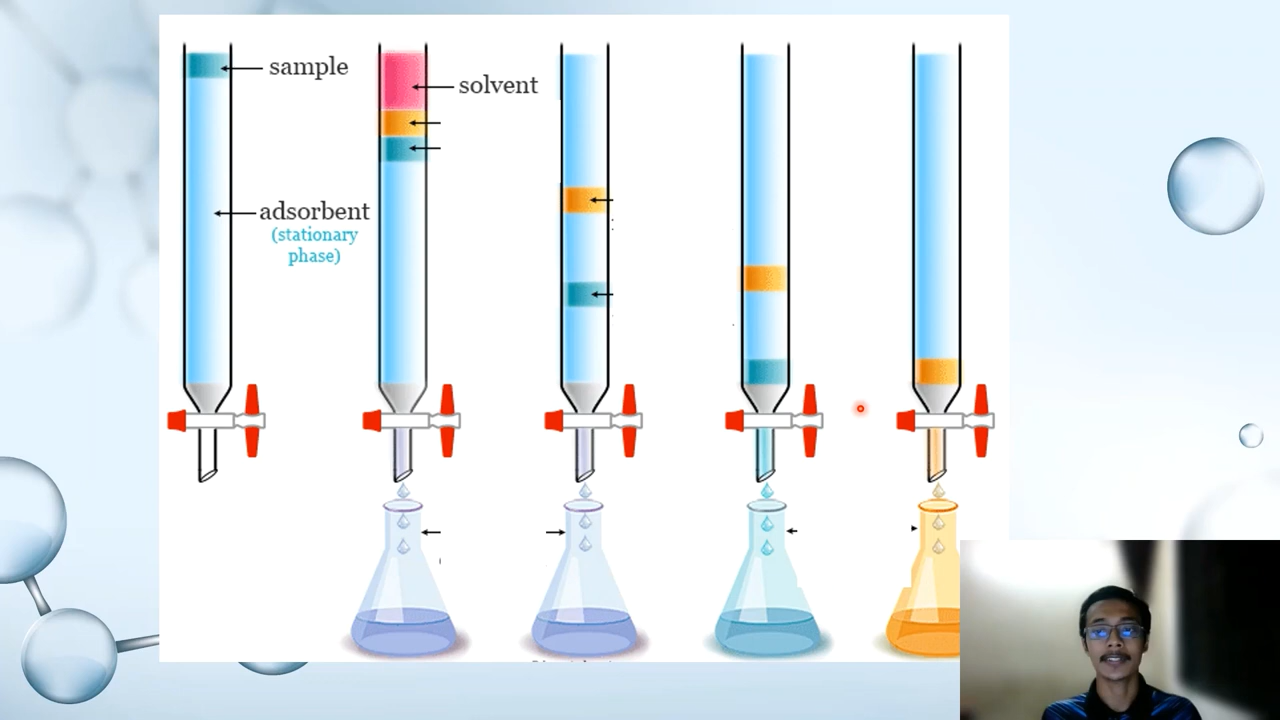 sample
solvent
adsorbent
(stationary
phase)